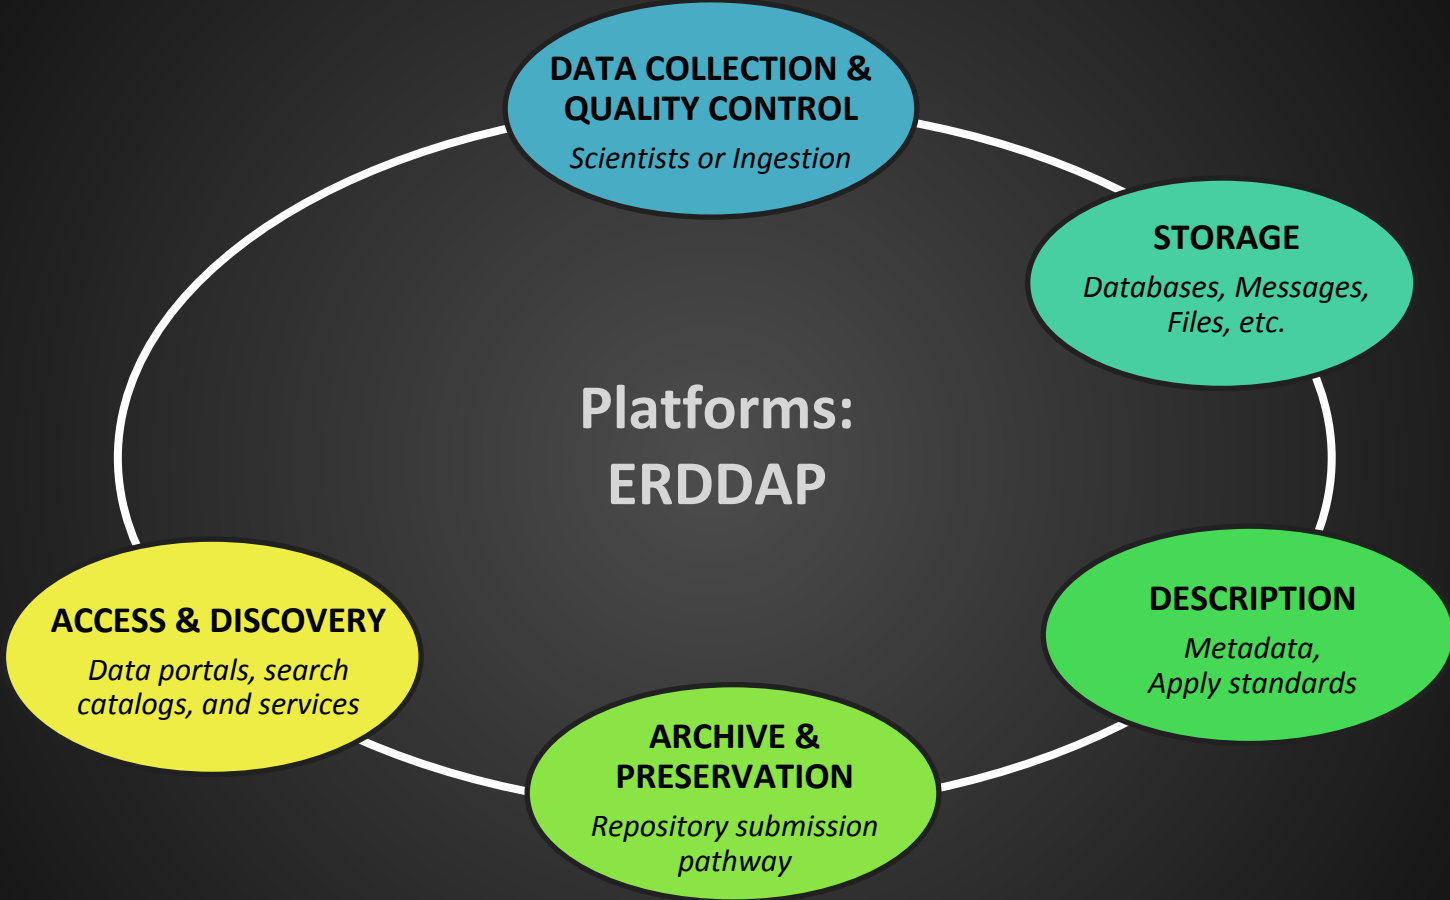 DATA COLLECTION &
QUALITY CONTROL
Scientists or Ingestion
STORAGE
Databases, Messages,
Files, etc.
Platforms:
ERDDAP
DESCRIPTION
Metadata,
Apply standards
ACCESS & DISCOVERY
Data portals, search
catalogs, and services
ARCHIVE &
PRESERVATION
Repository submission
pathway